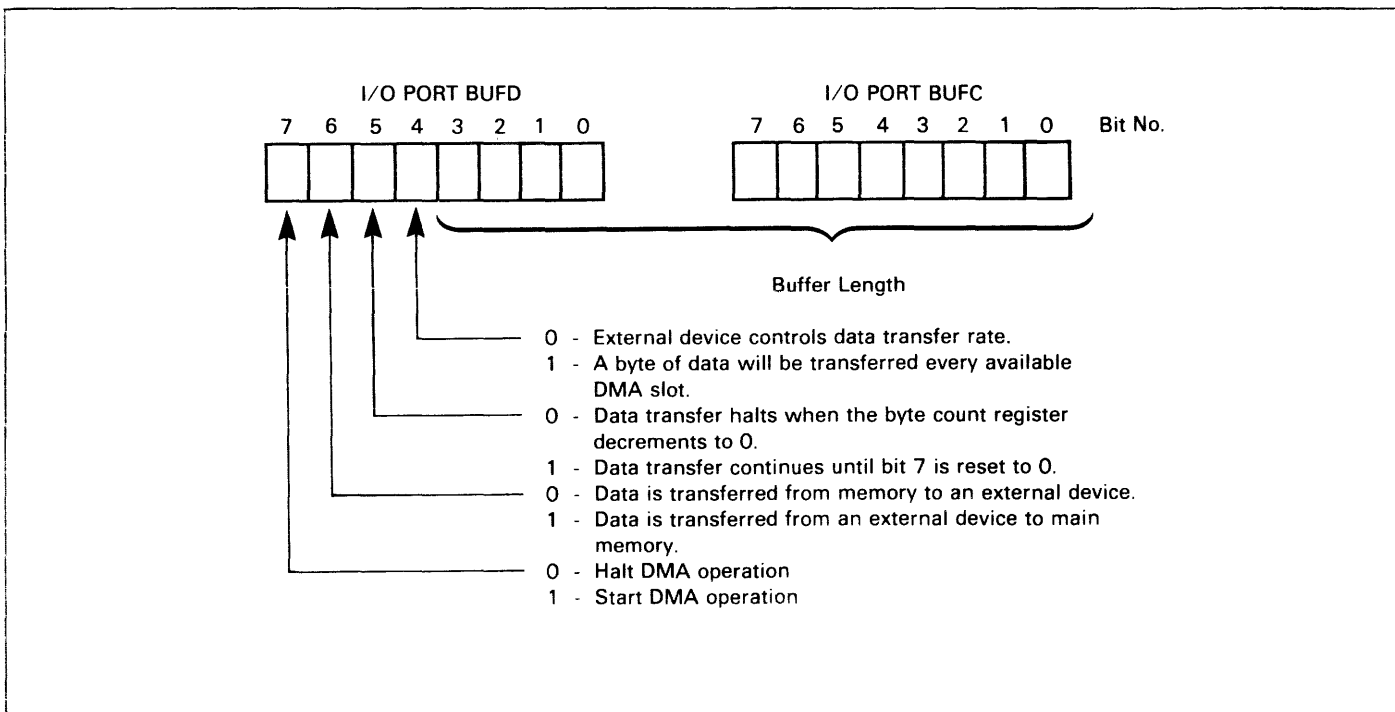 I/O PORT BUFD
I/O PORT BUFC
7 6 5 4 3 2 1 0
7 6 5 4 3 2 1 0 Bit No.
Buffer Length
0 - External device controls data transfer rate.
1 - A byte of data will be transferred every available
DMA slot.
0 - Data transfer halts when the byte count register
decrements to 0.
1 - Data transfer continues until bit 7 is reset to 0.
0 - Data is transferred from memory to an external device.
1 - Data is transferred from an external device to main
memory.
0 - Halt DMA operation
1 - Start DMA operation